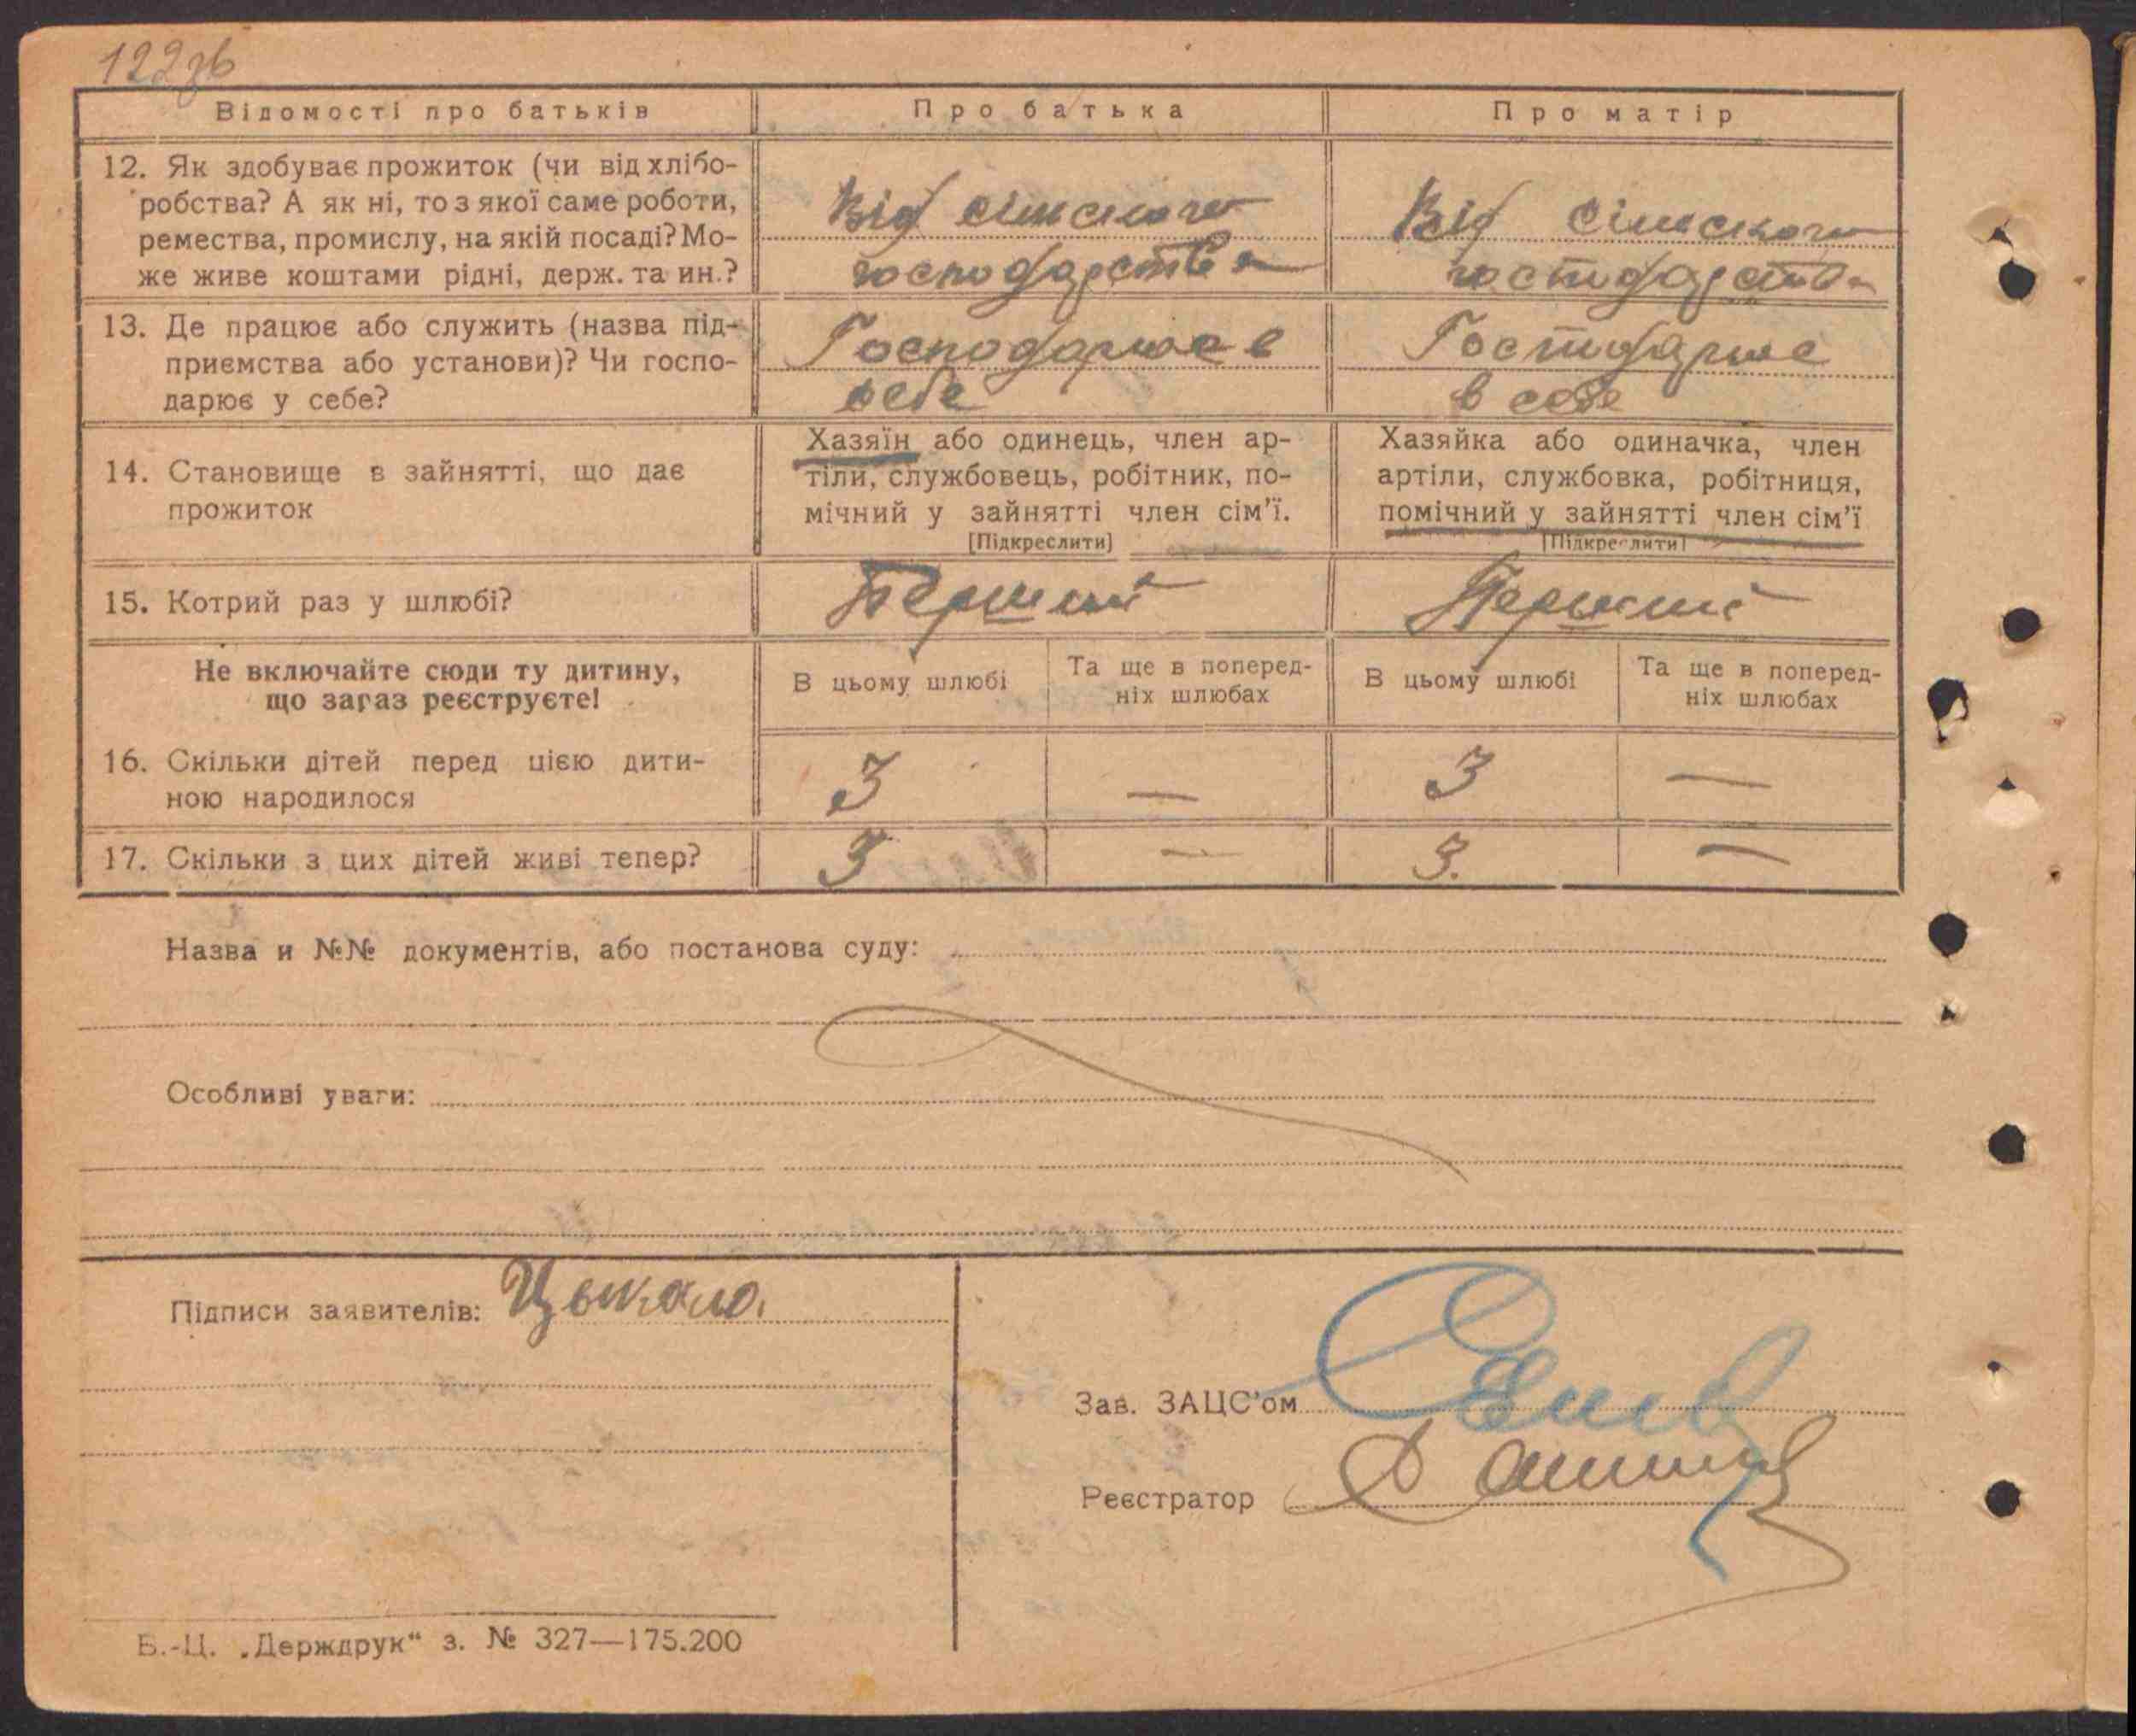 122зв
Відомості про батьків
Про батька
Про матір
12. Як здобуває прожиток (чи від хлібо-
робства? А як ні, то з якої саме роботи,
ремества, промислу, на якій посаді? Мо-
же живе коштами рідні, держ. та ин.?
Від сільского
господарства
Від сільского
господарства
13. Де працює або служить (назва під-
приємства або установи)? Чи госпо-
дарює у себе?
Господарює в
себе
Господарює
в себе
14. Становище в зайнятті, що дає
прожиток
Хазяїн або одинець, член ар-
тіли, службовець, робітник, по-
мічний у зайнятті член сім'ї.
[Підкреслити]
Хазяйка або одиначка, член
артіли, службовка, робітниця,
помічний у зайнятті член сім'ї
[Підкреслити]
15. Котрий раз у шлюбі?
Перший
Перший
Не включайте сюди ту дитину,
що зараз реєструєте!
В цьому шлюбі
Та ще в поперед-
ніх шлюбах
В цьому шлюбі
Та ще в поперед-
ніх шлюбах
16. Скільки дітей перед цією дити-
ною народилося
3
—
3
—
17. Скільки з цих дітей живі тепер?
3
—
3.
—
Назва и №№ документів, або постанова суду:
Особливі уваги:
Підписи заявителів: Цыкало.
Зав. ЗАЦС'ом
Реєстратор
Б.-Ц. „Держдрук“ з. № 327—175.200